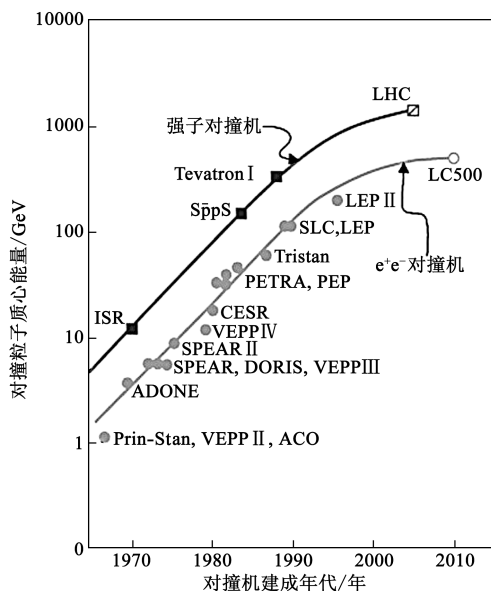 10000
1000
100
10
1
0
对撞粒子质心能量/GeV
LHC
强子对撞机
Tevatron I
LC500
Sp̄pS
LEP II
SLC,LEP
e⁺e⁻对撞机
Tristan
PETRA, PEP
ISR
CESR
VEPPⅣ
SPEARⅡ
SPEAR, DORIS, VEPPⅢ
ADONE
Prin-Stan, VEPPⅡ, ACO
1970 1980 1990 2000 2010
对撞机建成年代/年